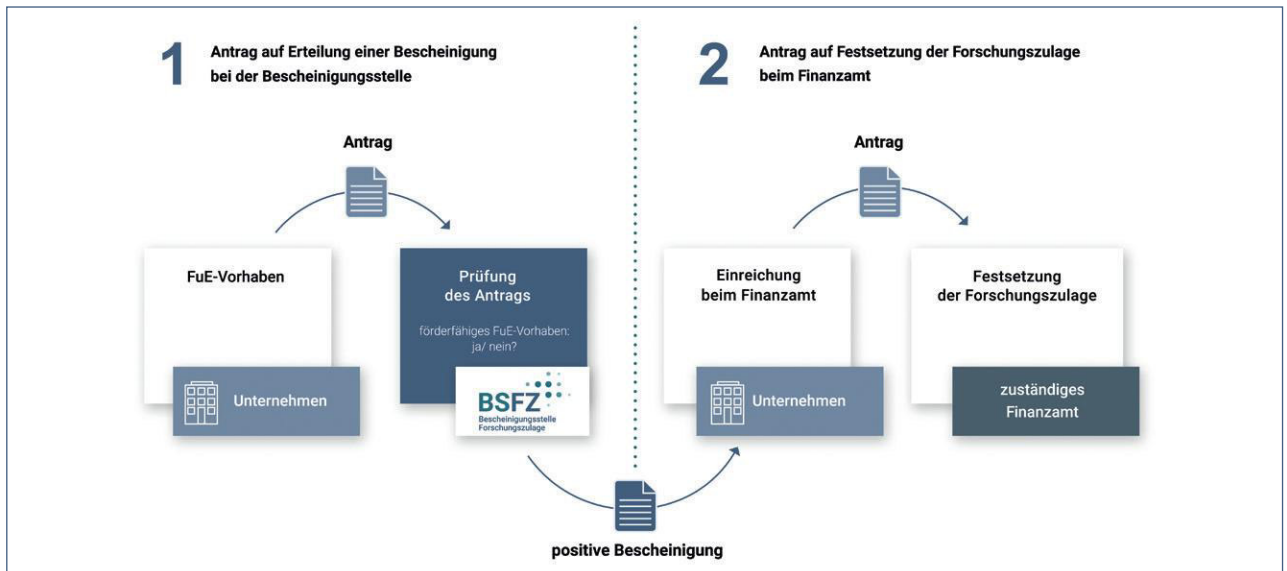 1
Antrag auf Erteilung einer Bescheinigung
bei der Bescheinigungsstelle
Antrag
FuE-Vorhaben
Unternehmen
Prüfung
des Antrags
förderfähiges FuE-Vorhaben:
ja/ nein?
BSFZ
Bescheinigungsstelle
Forschungszulage
positive Bescheinigung
2
Antrag auf Festsetzung der Forschungszulage
beim Finanzamt
Antrag
Einreichung
beim Finanzamt
Unternehmen
Festsetzung
der Forschungszulage
zuständiges
Finanzamt